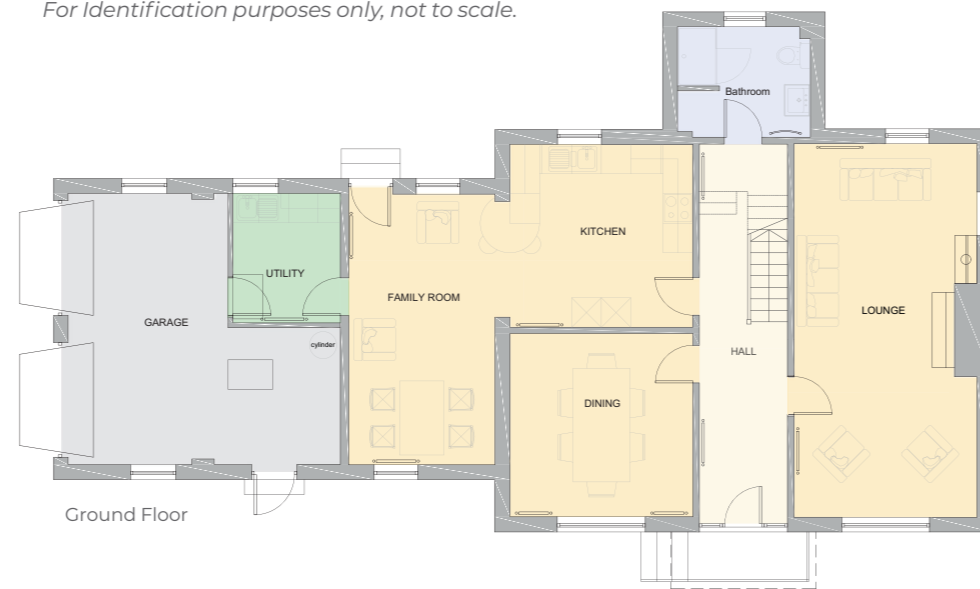 For Identification purposes only, not to scale.
Bathroom
KITCHEN
UTILITY
FAMILY ROOM
GARAGE
LOUNGE
cylinder
HALL
DINING
Ground Floor